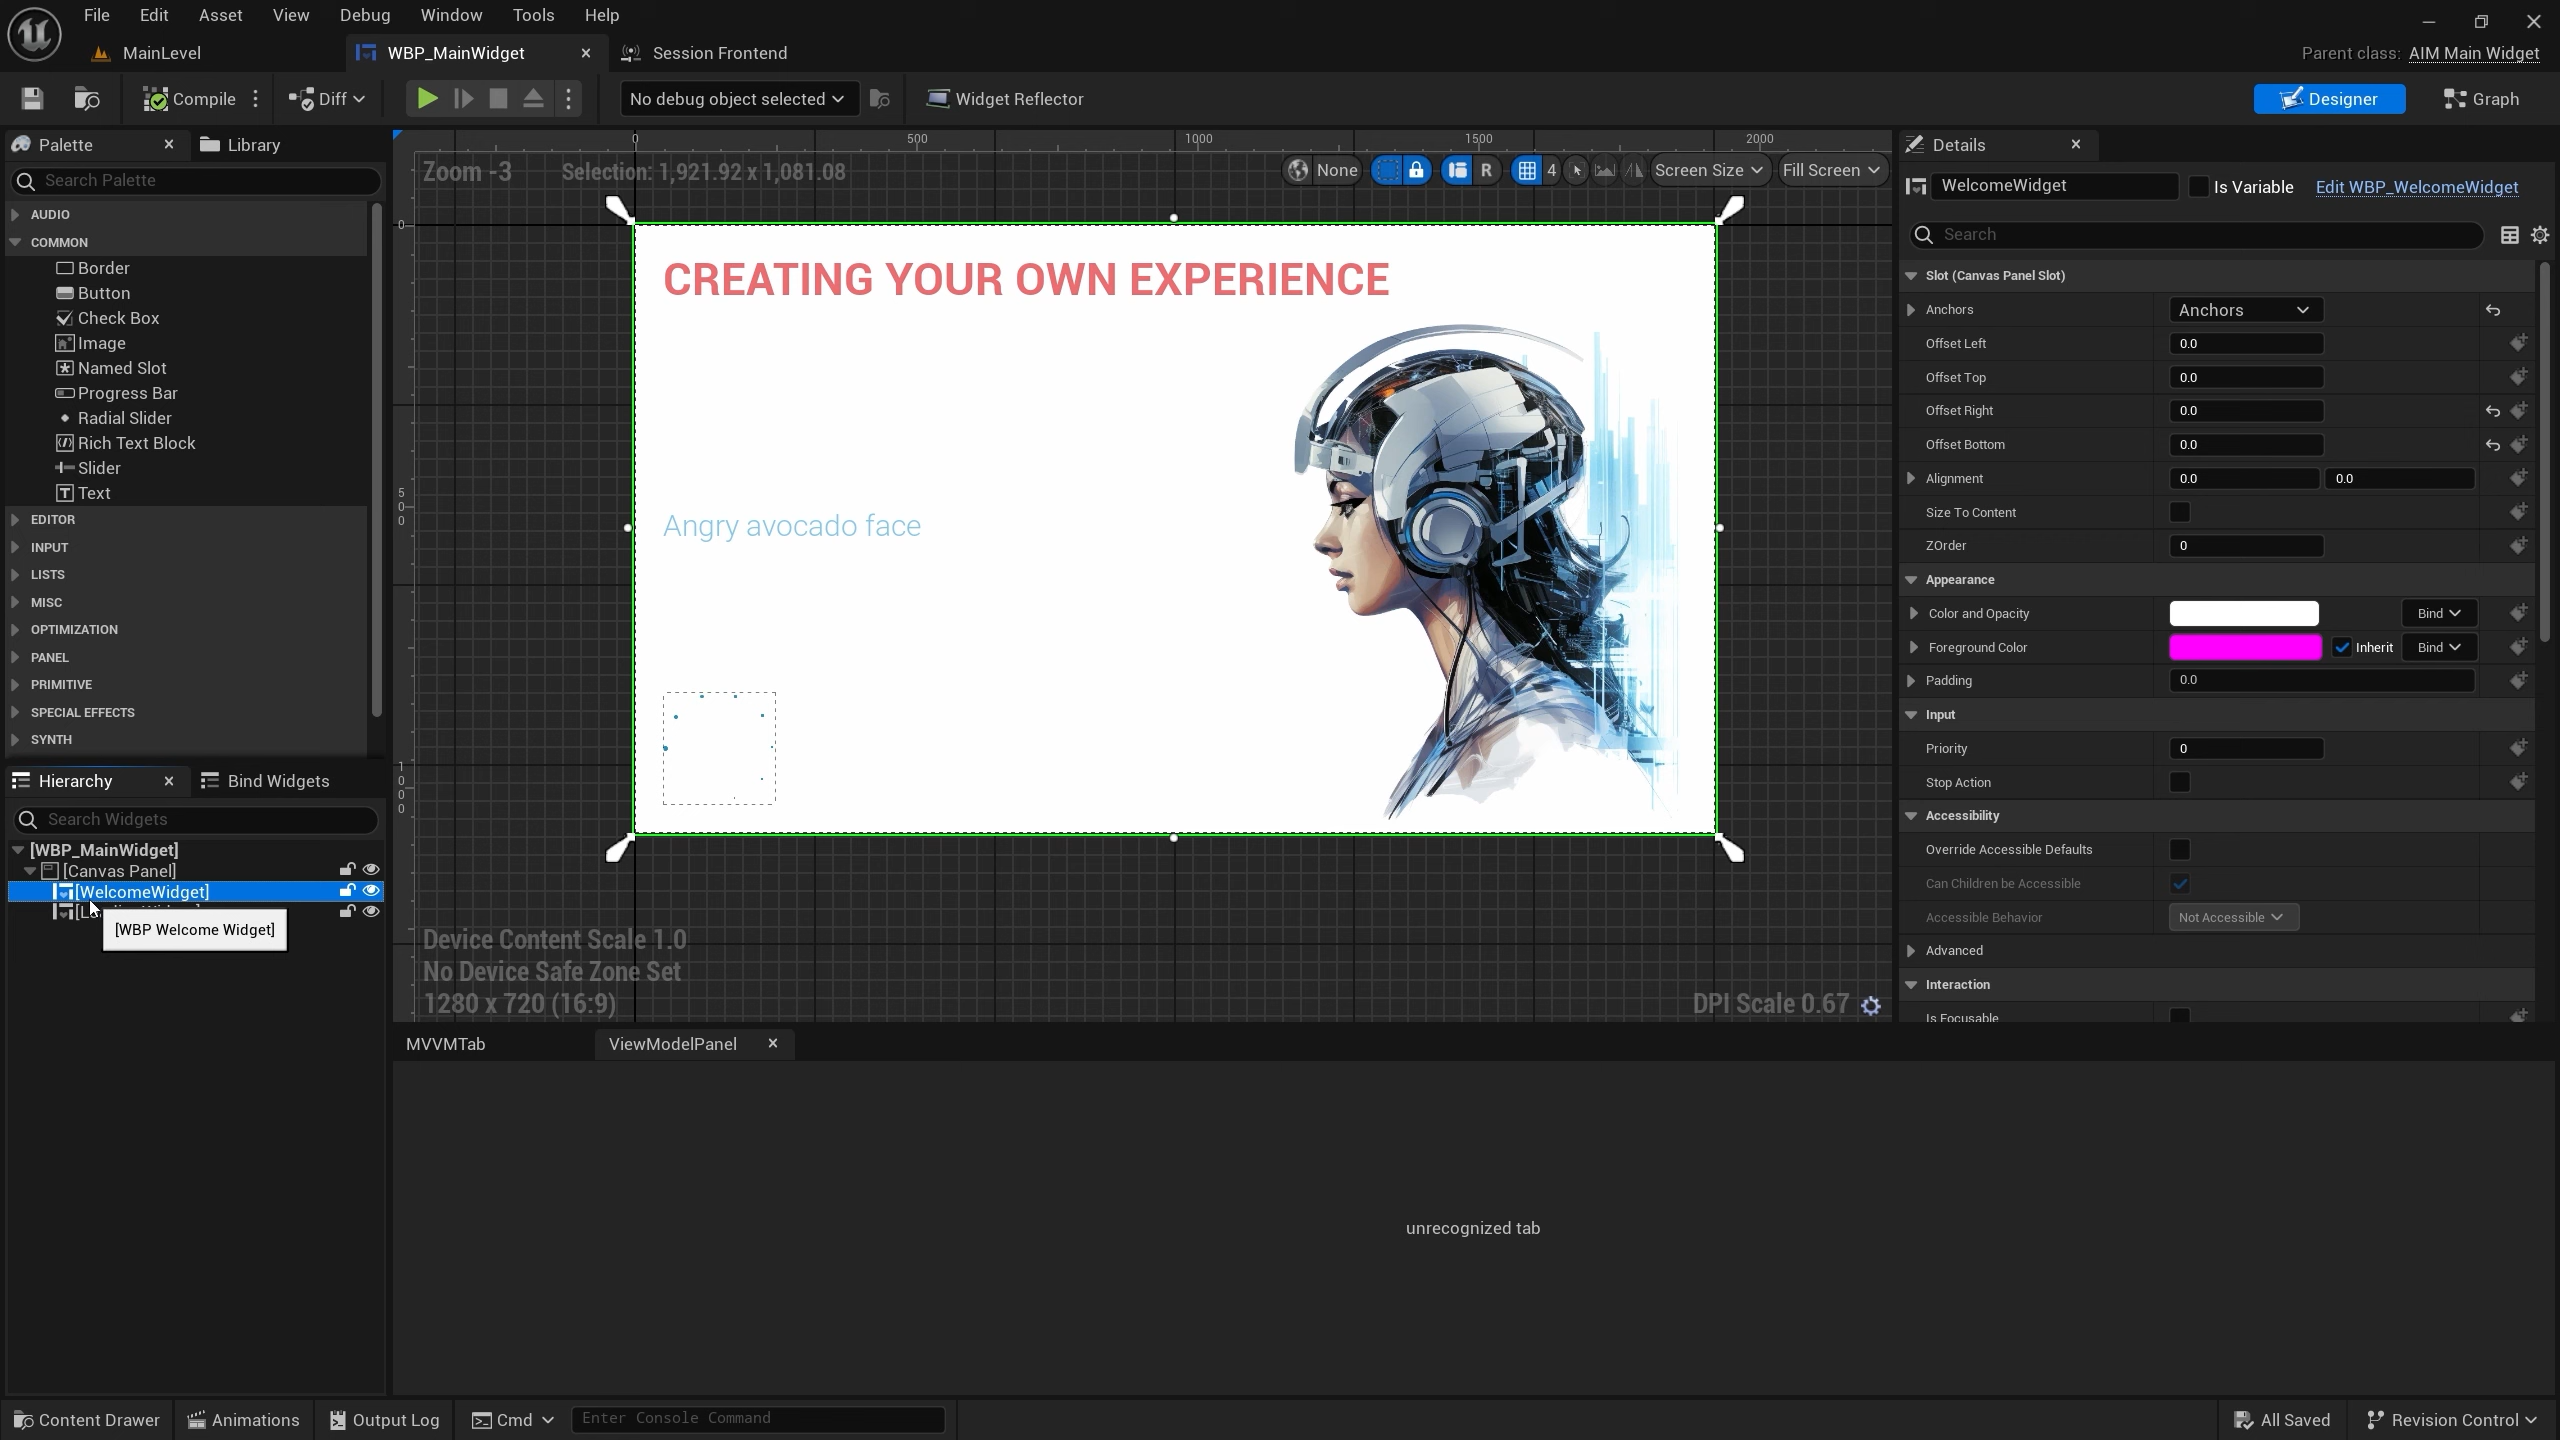 File Edit Asset View Debug Window Tools Help
MainLevel WBP_MainWidget Session Frontend
Parent class: AIM Main Widget
Compile Diff No debug object selected Widget Reflector Designer Graph
Palette Library
Search Palette
AUDIO
COMMON
Border
Button
Check Box
Image
Named Slot
Progress Bar
Radial Slider
Rich Text Block
Slider
Text
EDITOR
INPUT
LISTS
MISC
OPTIMIZATION
PANEL
PRIMITIVE
SPECIAL EFFECTS
SYNTH
Hierarchy Bind Widgets
Search Widgets
[WBP_MainWidget]
[Canvas Panel]
[WelcomeWidget]
[WBP Welcome Widget]
0 500 1000 1500 2000
Zoom -3 Selection: 1,921.92 x 1,081.08
None R 4 Screen Size Fill Screen
0
500
1000
CREATING YOUR OWN EXPERIENCE
Angry avocado face
Device Content Scale 1.0
No Device Safe Zone Set
1280 x 720 (16:9)
DPI Scale 0.67
MVVMTab ViewModelPanel
unrecognized tab
Details
WelcomeWidget Is Variable Edit WBP_WelcomeWidget
Search
Slot (Canvas Panel Slot)
Anchors Anchors
Offset Left 0.0
Offset Top 0.0
Offset Right 0.0
Offset Bottom 0.0
Alignment 0.0 0.0
Size To Content
ZOrder 0
Appearance
Color and Opacity Bind
Foreground Color Inherit Bind
Padding 0.0
Input
Priority 0
Stop Action
Accessibility
Override Accessible Defaults
Can Children be Accessible
Accessible Behavior Not Accessible
Advanced
Interaction
Is Focusable
Content Drawer Animations Output Log Cmd Enter Console Command All Saved Revision Control